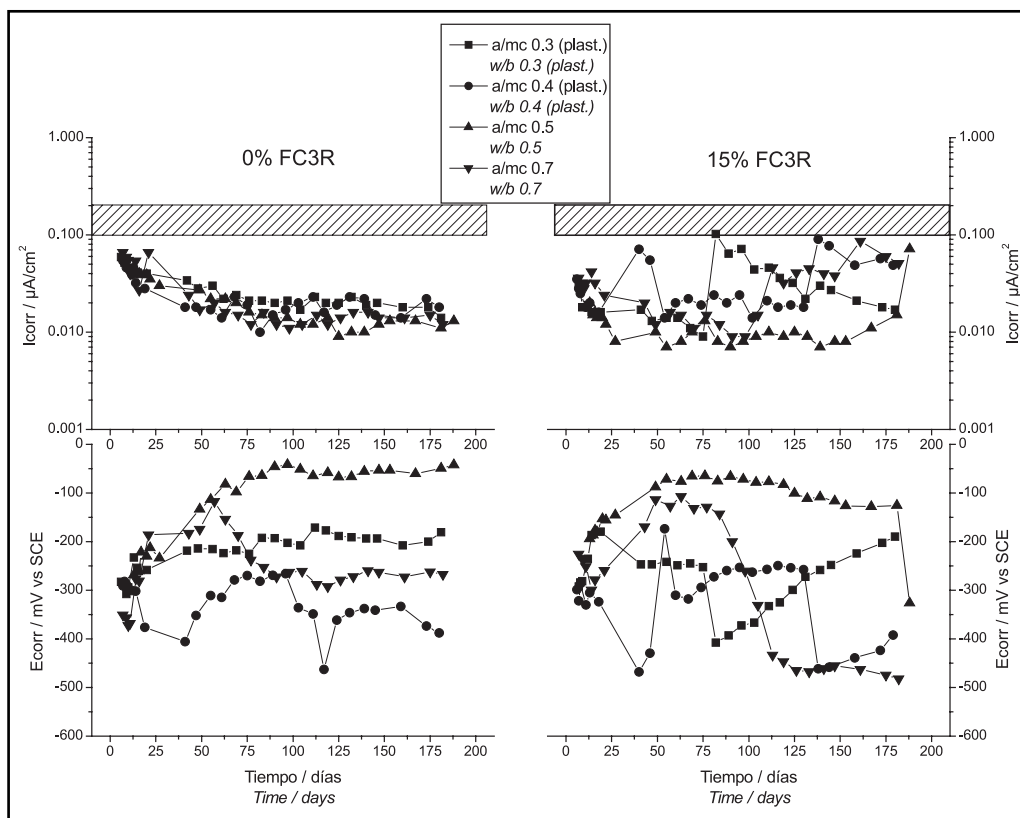 a/mc 0.3 (plast.)
w/b 0.3 (plast.)
a/mc 0.4 (plast.)
w/b 0.4 (plast.)
a/mc 0.5
w/b 0.5
a/mc 0.7
w/b 0.7
0% FC3R
15% FC3R
1.000
0.100
0.010
0.001
Icorr / µA/cm²
0 25 50 75 100 125 150 175 200
1.000
0.100
0.010
0.001
Icorr / µA/cm²
0 25 50 75 100 125 150 175 200
0
-100
-200
-300
-400
-500
-600
Ecorr / mV vs SCE
0 25 50 75 100 125 150 175 200
Tiempo / días
Time / days
0
-100
-200
-300
-400
-500
-600
Ecorr / mV vs SCE
0 25 50 75 100 125 150 175 200
Tiempo / días
Time / days